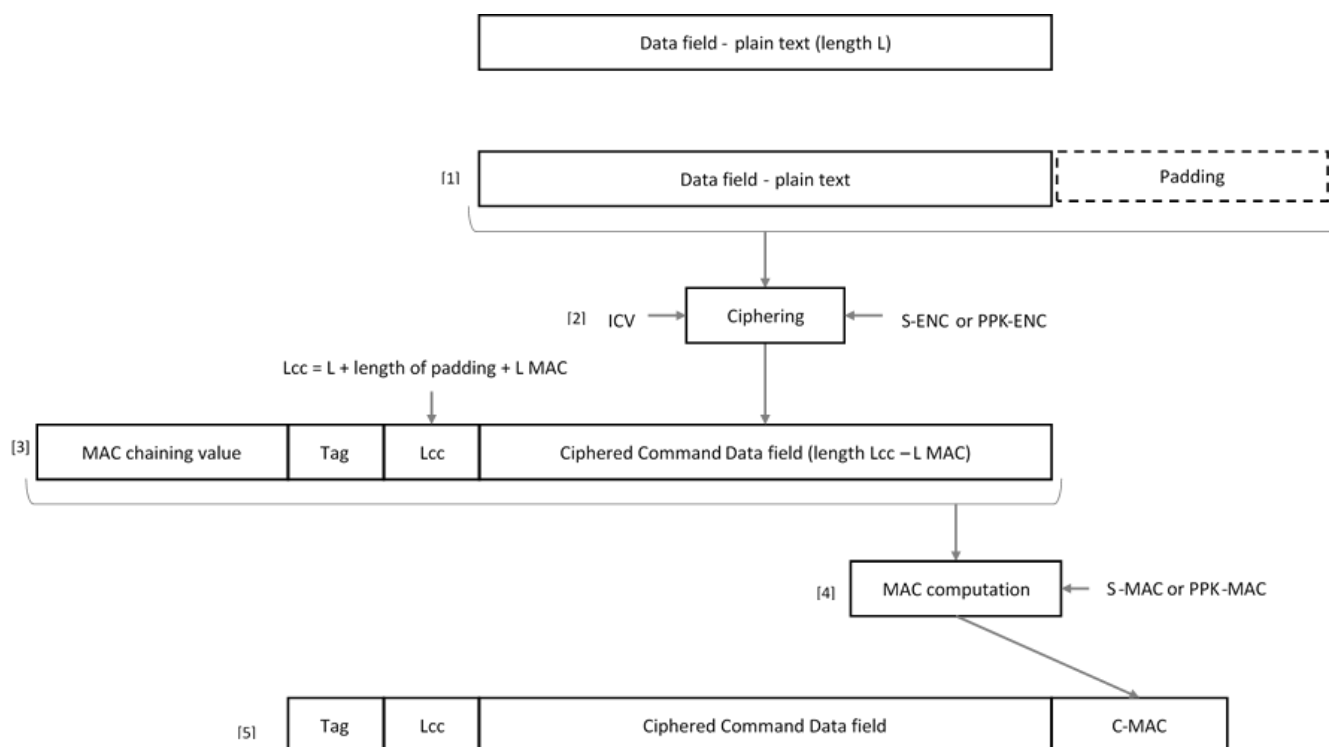 Data field - plain text (length L)
[1] Data field - plain text Padding
[2] ICV Ciphering S-ENC or PPK-ENC
Lcc = L + length of padding + L MAC
[3] MAC chaining value Tag Lcc Ciphered Command Data field (length Lcc – L MAC)
[4] MAC computation S-MAC or PPK-MAC
[5] Tag Lcc Ciphered Command Data field C-MAC